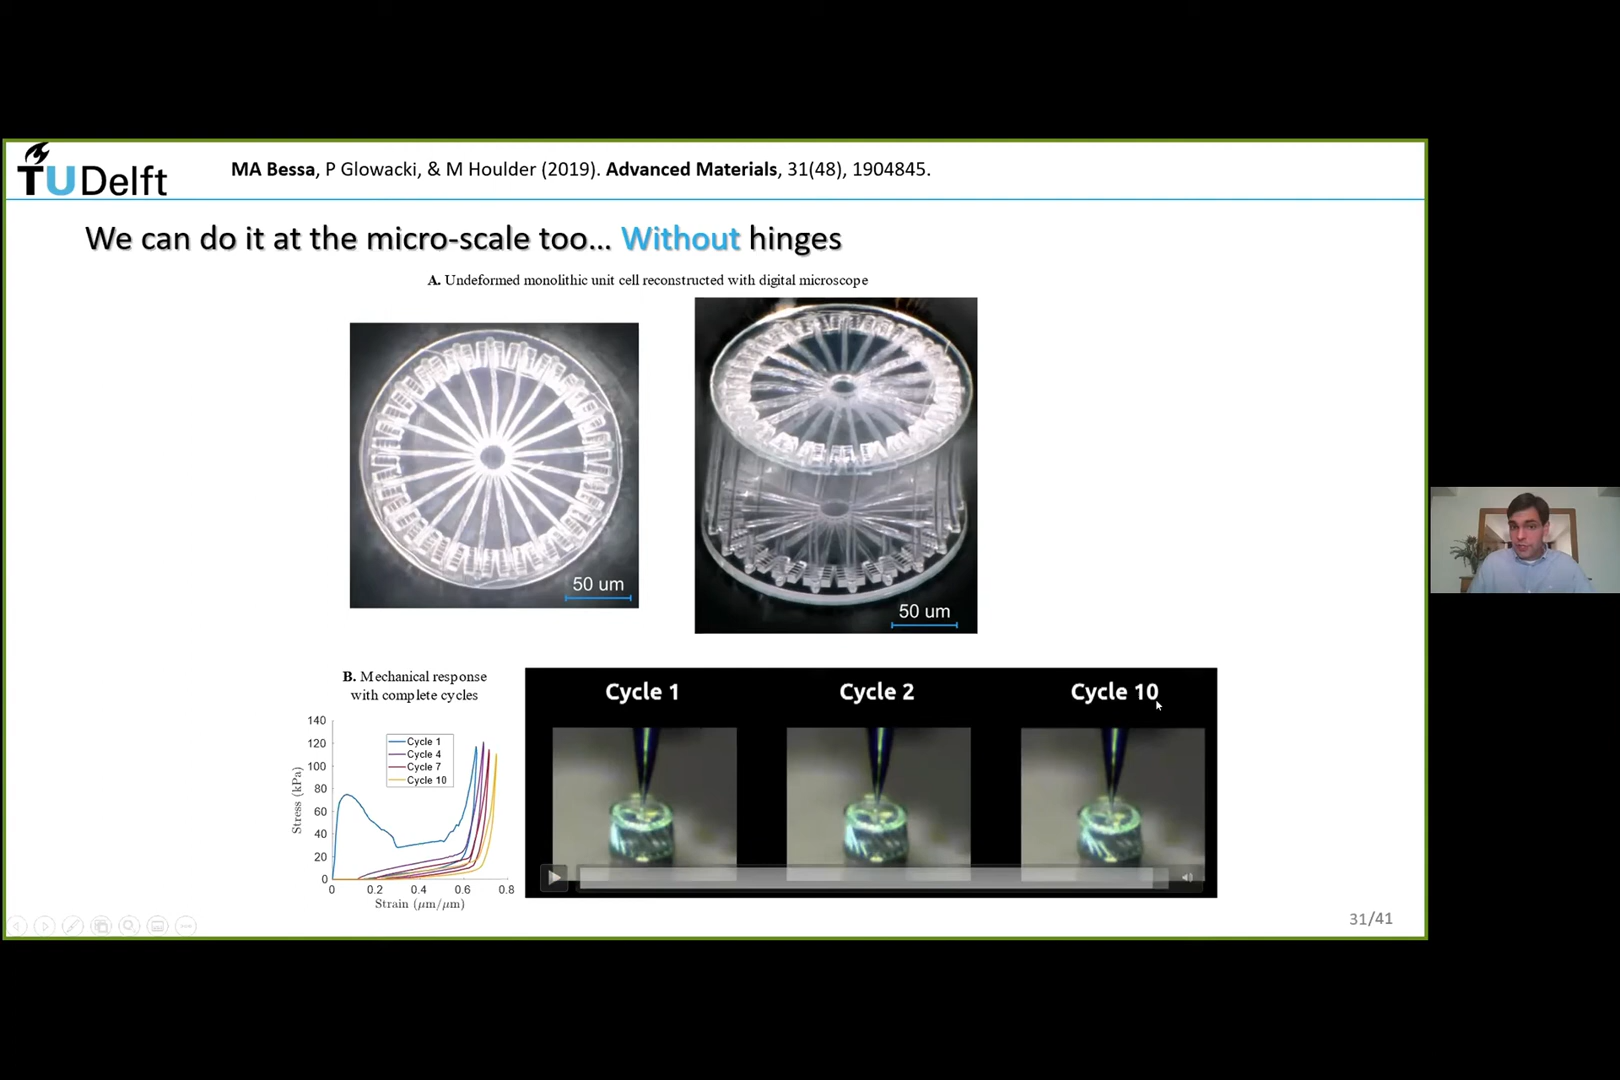 TUDelft
MA Bessa, P Glowacki, & M Houlder (2019). Advanced Materials, 31(48), 1904845.
We can do it at the micro-scale too... Without hinges
A. Undeformed monolithic unit cell reconstructed with digital microscope
50 um
50 um
B. Mechanical response
with complete cycles
140
120
100
80
60
40
20
0
Stress (kPa)
Cycle 1
Cycle 4
Cycle 7
Cycle 10
0 0.2 0.4 0.6 0.8
Strain (μm/μm)
Cycle 1 Cycle 2 Cycle 10
31/41